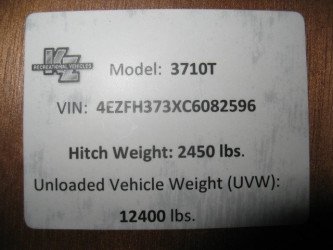 KZ
RECREATIONAL VEHICLES
Model: 3710T
VIN: 4EZFH373XC6082596
Hitch Weight: 2450 lbs.
Unloaded Vehicle Weight (UVW):
12400 lbs.